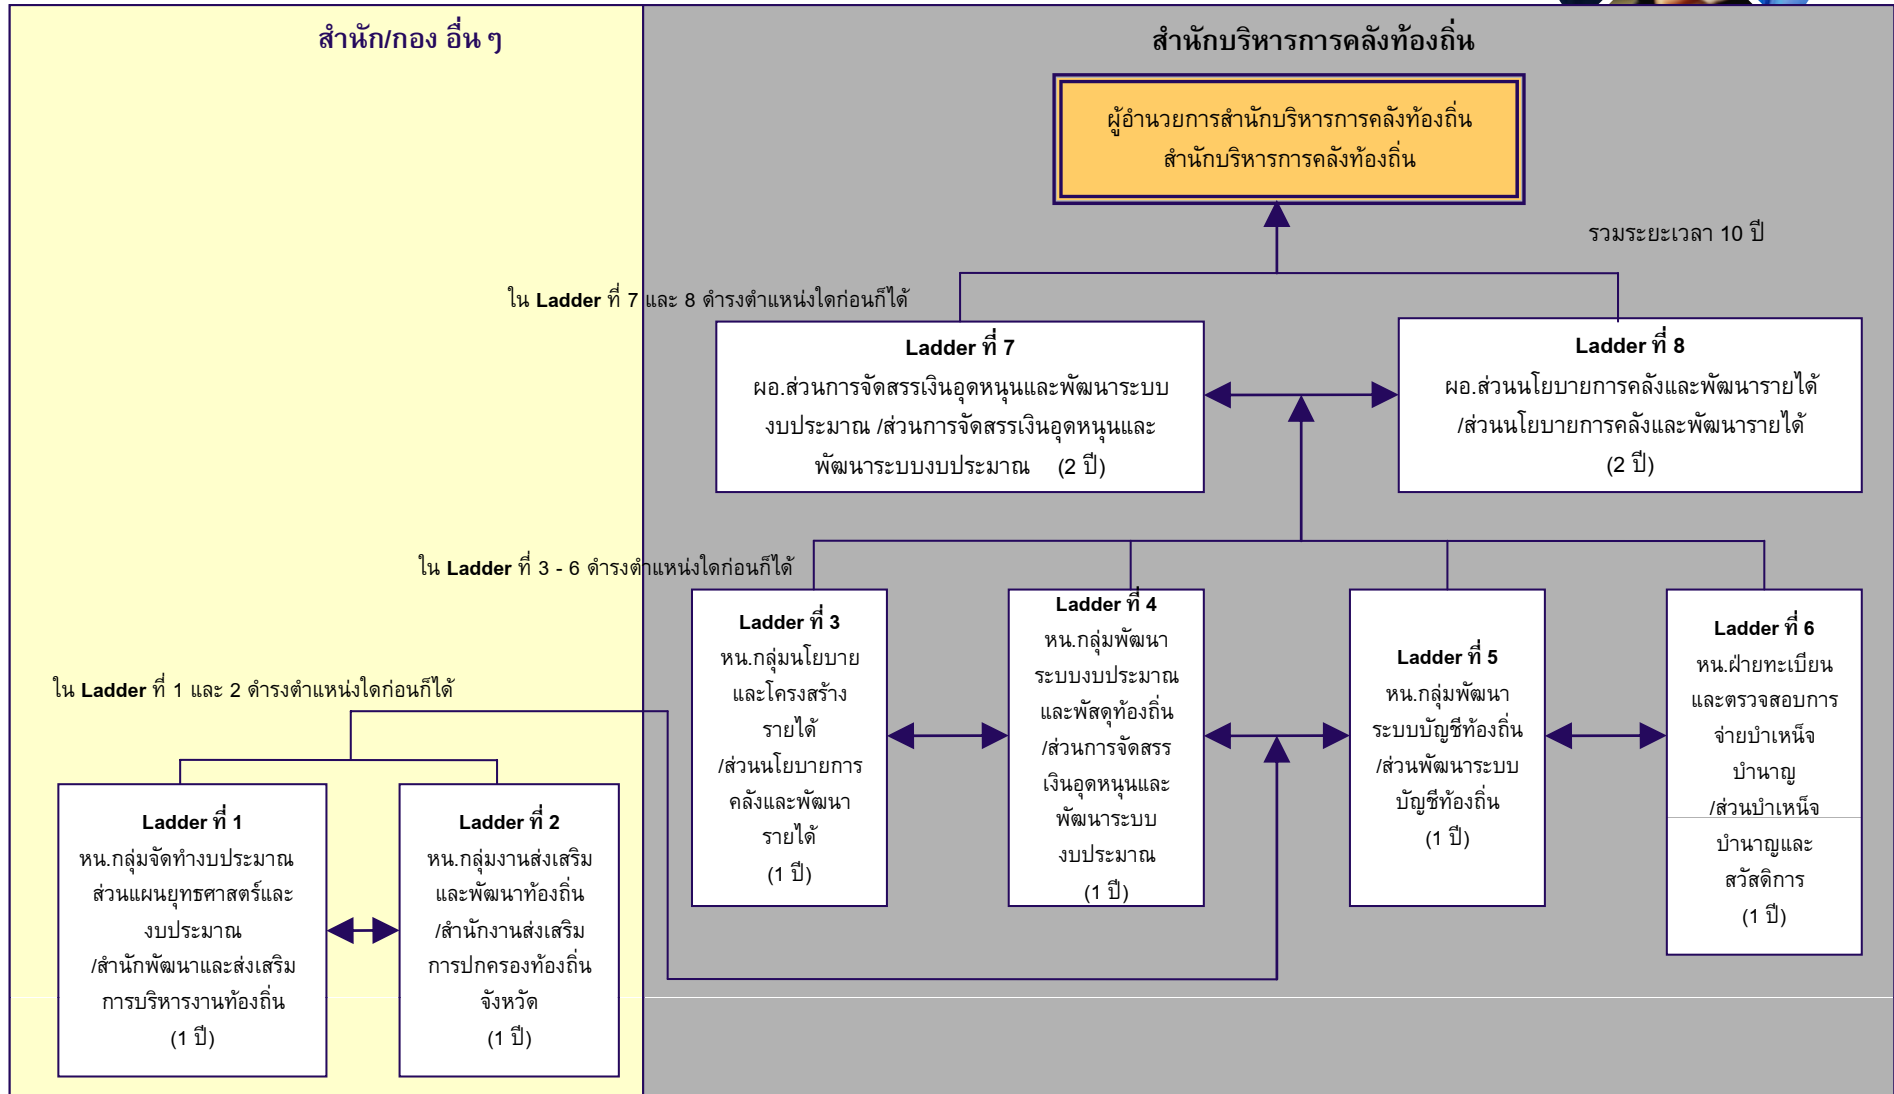 สำนัก/กอง อื่น ๆ
สำนักบริหารการคลังท้องถิ่น
ผู้อำนวยการสำนักบริหารการคลังท้องถิ่น
สำนักบริหารการคลังท้องถิ่น
รวมระยะเวลา 10 ปี
ใน Ladder ที่ 7 และ 8 ดำรงตำแหน่งใดก่อนก็ได้
Ladder ที่ 7
ผอ.ส่วนการจัดสรรเงินอุดหนุนและพัฒนาระบบ
งบประมาณ /ส่วนการจัดสรรเงินอุดหนุนและ
พัฒนาระบบงบประมาณ (2 ปี)
Ladder ที่ 8
ผอ.ส่วนนโยบายการคลังและพัฒนารายได้
/ส่วนนโยบายการคลังและพัฒนารายได้
(2 ปี)
ใน Ladder ที่ 3 - 6 ดำรงตำแหน่งใดก่อนก็ได้
Ladder ที่ 3
หน.กลุ่มนโยบาย
และโครงสร้าง
รายได้
/ส่วนนโยบายการ
คลังและพัฒนา
รายได้
(1 ปี)
Ladder ที่ 4
หน.กลุ่มพัฒนา
ระบบงบประมาณ
และพัสดุท้องถิ่น
/ส่วนการจัดสรร
เงินอุดหนุนและ
พัฒนาระบบ
งบประมาณ
(1 ปี)
Ladder ที่ 5
หน.กลุ่มพัฒนา
ระบบบัญชีท้องถิ่น
/ส่วนพัฒนาระบบ
บัญชีท้องถิ่น
(1 ปี)
Ladder ที่ 6
หน.ฝ่ายทะเบียน
และตรวจสอบการ
จ่ายบำเหน็จ
บำนาญ
/ส่วนบำเหน็จ
บำนาญและ
สวัสดิการ
(1 ปี)
ใน Ladder ที่ 1 และ 2 ดำรงตำแหน่งใดก่อนก็ได้
Ladder ที่ 1
หน.กลุ่มจัดทำงบประมาณ
ส่วนแผนยุทธศาสตร์และ
งบประมาณ
/สำนักพัฒนาและส่งเสริม
การบริหารงานท้องถิ่น
(1 ปี)
Ladder ที่ 2
หน.กลุ่มงานส่งเสริม
และพัฒนาท้องถิ่น
/สำนักงานส่งเสริม
การปกครองท้องถิ่น
จังหวัด
(1 ปี)